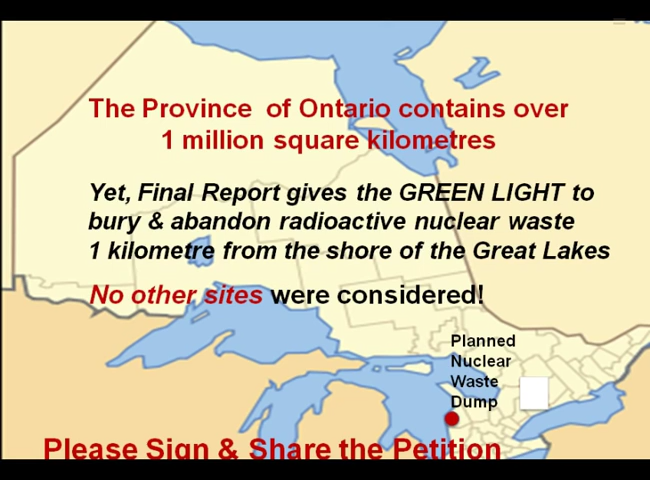 The Province of Ontario contains over
1 million square kilometres
Yet, Final Report gives the GREEN LIGHT to
bury & abandon radioactive nuclear waste
1 kilometre from the shore of the Great Lakes
No other sites were considered!
Planned
Nuclear
Waste
Dump
Please Sign & Share the Petition